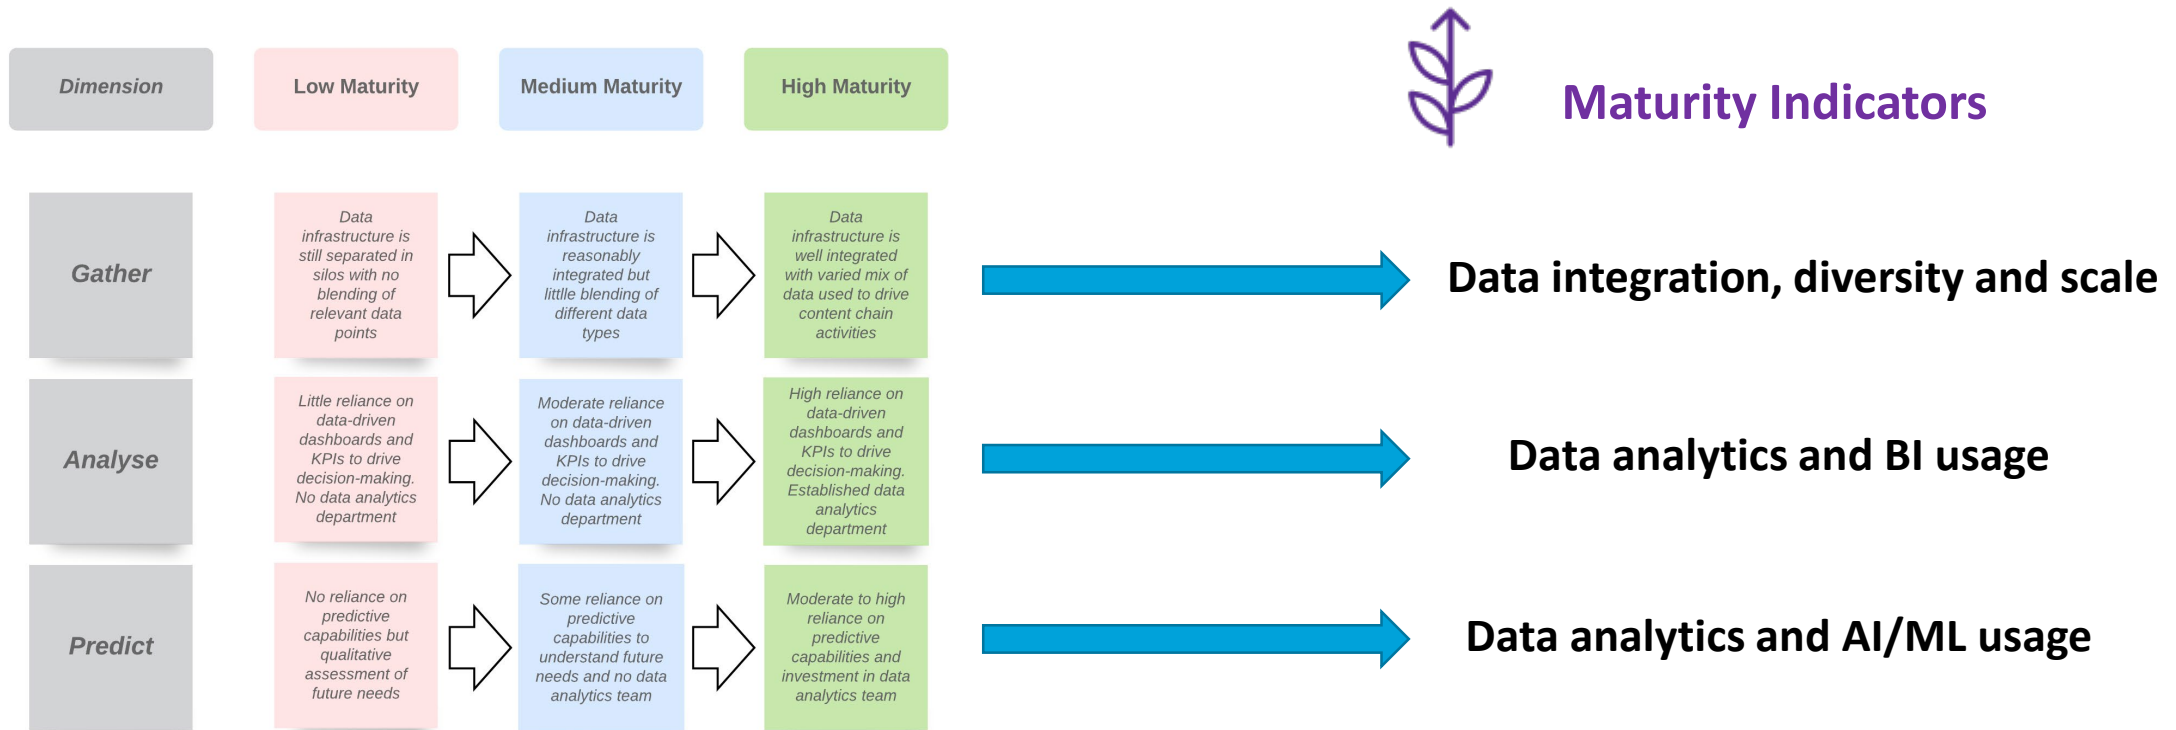 Dimension
Low Maturity
Medium Maturity
High Maturity
Maturity Indicators
Gather
Data
infrastructure is
still separated in
silos with no
blending of
relevant data
points
Data
infrastructure is
reasonably
integrated but
littlle blending of
different data
types
Data
infrastructure is
well integrated
with varied mix of
data used to drive
content chain
activities
Data integration, diversity and scale
Analyse
Little reliance on
data-driven
dashboards and
KPIs to drive
decision-making.
No data analytics
department
Moderate reliance
on data-driven
dashboards and
KPIs to drive
decision-making.
No data analytics
department
High reliance on
data-driven
dashboards and
KPIs to drive
decision-making.
Established data
analytics
department
Data analytics and BI usage
Predict
No reliance on
predictive
capabilities but
qualitative
assessment of
future needs
Some reliance on
predictive
capabilities to
understand future
needs and no data
analytics team
Moderate to high
reliance on
predictive
capabilities and
investment in data
analytics team
Data analytics and AI/ML usage